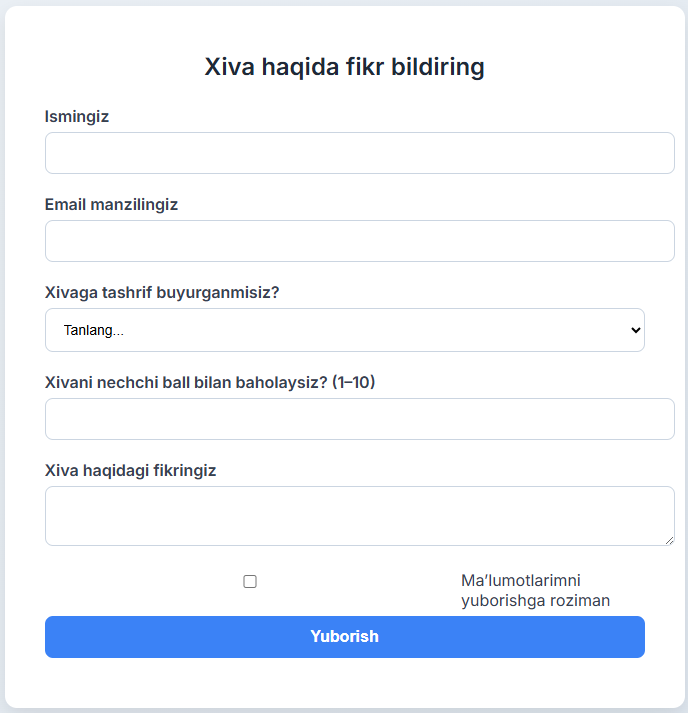 Xiva haqida fikr bildiring
Ismingiz
Email manzilingiz
Xivaga tashrif buyurganmisiz?
Tanlang...
Xivani nechchi ball bilan baholaysiz? (1–10)
Xiva haqidagi fikringiz
Ma’lumotlarimni
yuborishga roziman
Yuborish